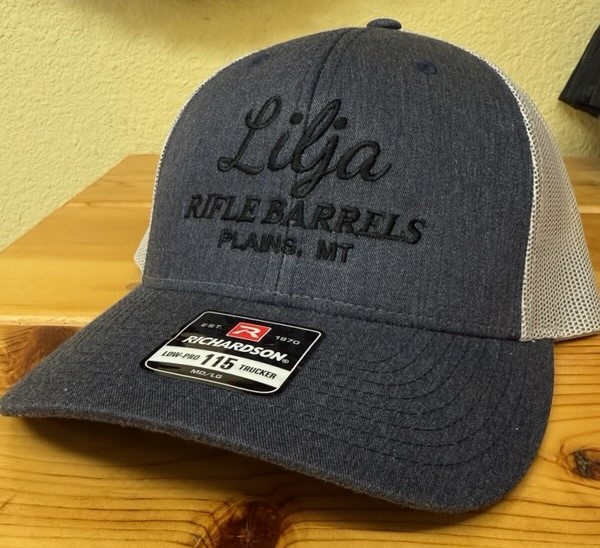 Lilja
RIFLE BARRELS
PLAINS, MT
EST. R 1970
RICHARDSON®
LOW-PRO 115 TRUCKER
MD/LG